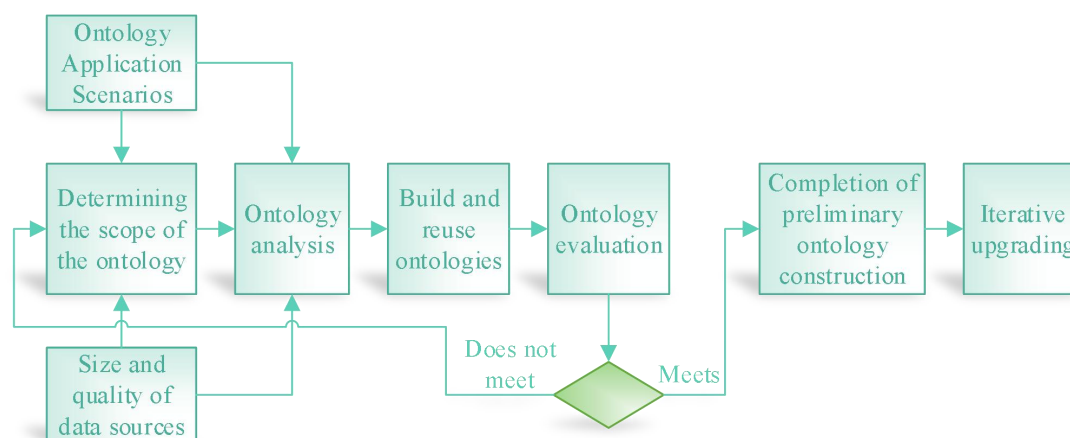 Ontology
Application
Scenarios
Determining
the scope of
the ontology
Ontology
analysis
Build and
reuse
ontologies
Ontology
evaluation
Completion of
preliminary
ontology
construction
Iterative
upgrading
Size and
quality of
data sources
Does not
meet
Meets